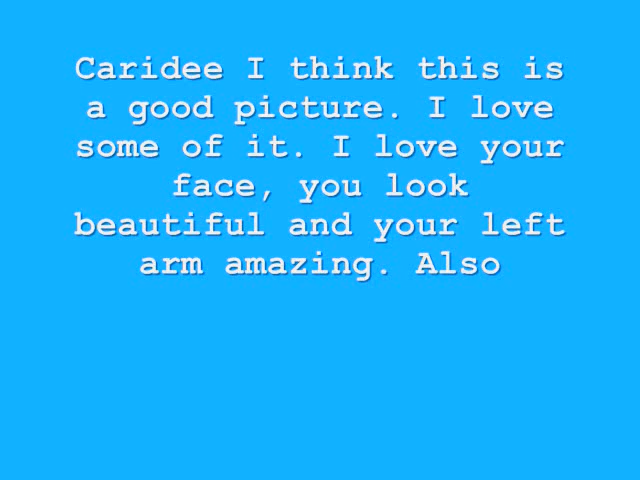 Caridee I think this is
a good picture. I love
some of it. I love your
face, you look
beautiful and your left
arm amazing. Also